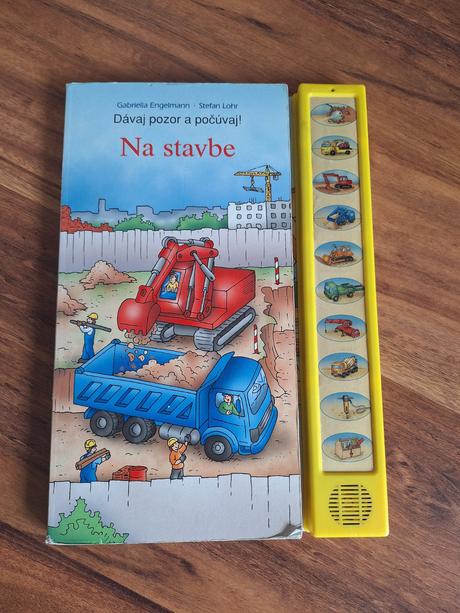 Gabriella Engelmann · Stefan Lohr
Dávaj pozor a počúvaj!
Na stavbe